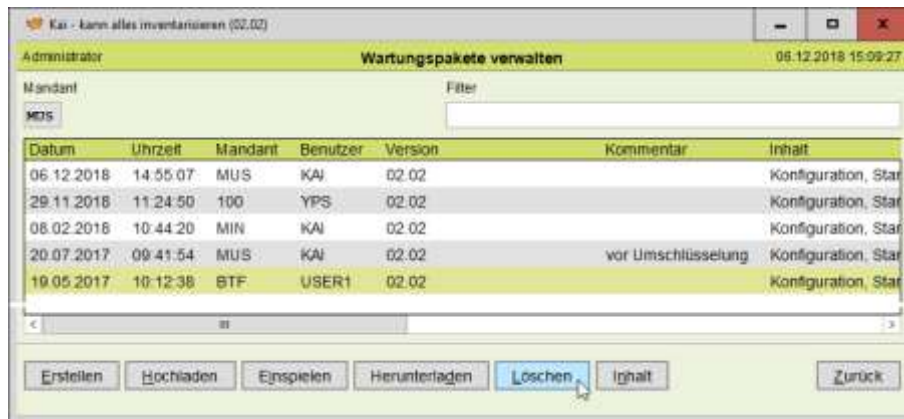 Kai - kann alles inventarisieren (02.02)
Administrator Wartungspakete verwalten 06.12.2018 15:09:27
Mandant Filter
MUS
Datum Uhrzeit Mandant Benutzer Version Kommentar Inhalt
06.12.2018 14:55:07 MUS KAI 02.02 Konfiguration, Star
29.11.2018 11:24:50 100 YPS 02.02 Konfiguration, Star
08.02.2018 10:44:20 MIN KAI 02.02 Konfiguration, Star
20.07.2017 09:41:54 MUS KAI 02.02 vor Umschlüsselung Konfiguration, Star
19.05.2017 10:12:38 BTF USER1 02.02 Konfiguration, Star
Erstellen Hochladen Einspielen Herunterladen Löschen Inhalt Zurück